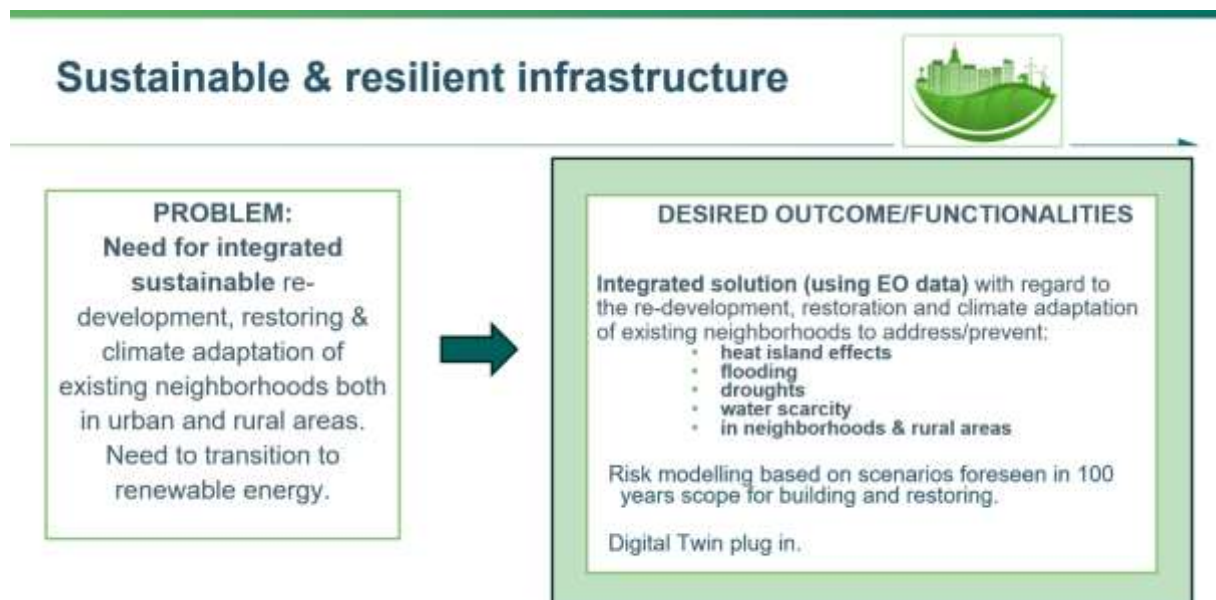 Sustainable & resilient infrastructure
PROBLEM:
Need for integrated
sustainable re-
development, restoring &
climate adaptation of
existing neighborhoods both
in urban and rural areas.
Need to transition to
renewable energy.
DESIRED OUTCOME/FUNCTIONALITIES
Integrated solution (using EO data) with regard to
the re-development, restoration and climate adaptation
of existing neighborhoods to address/prevent:
• heat island effects
• flooding
• droughts
• water scarcity
• in neighborhoods & rural areas
Risk modelling based on scenarios foreseen in 100
years scope for building and restoring.
Digital Twin plug in.